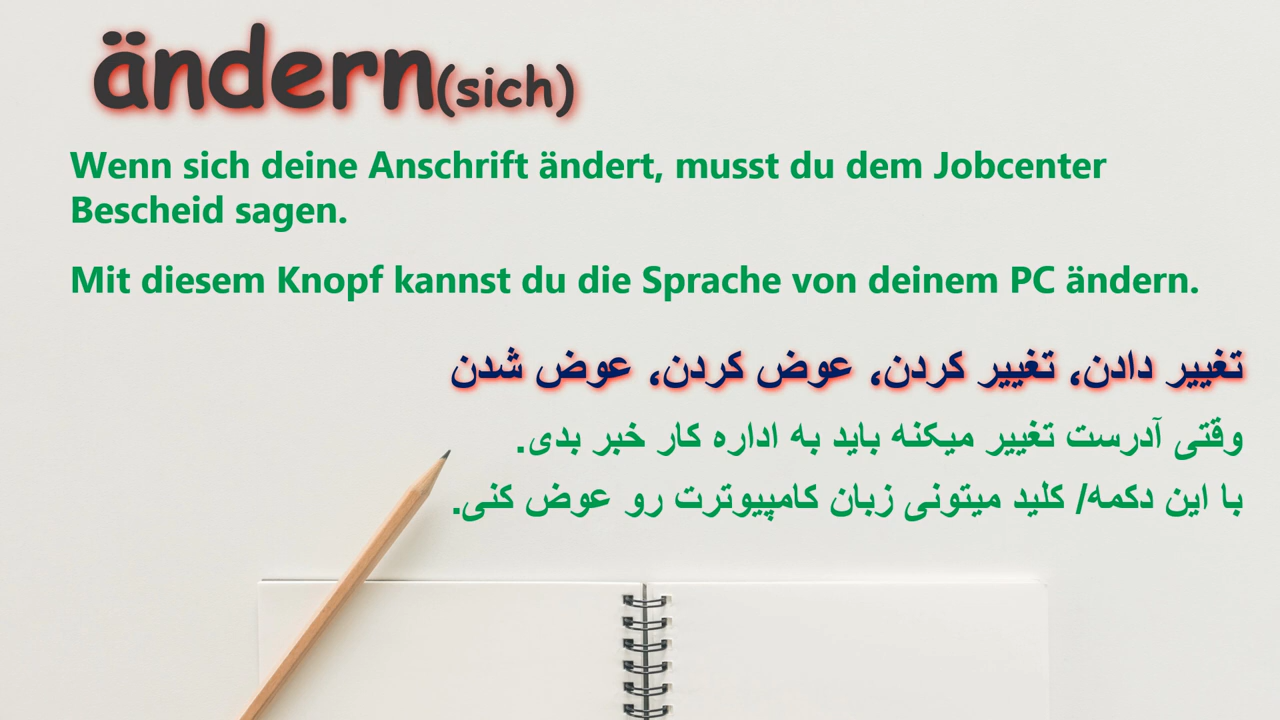 ändern(sich)
Wenn sich deine Anschrift ändert, musst du dem Jobcenter
Bescheid sagen.
Mit diesem Knopf kannst du die Sprache von deinem PC ändern.
تغییر دادن، تغییر کردن، عوض کردن، عوض شدن
وقتی آدرست تغییر میکنه باید به اداره کار خبر بدی.
با این دکمه/ کلید میتونی زبان کامپیوترت رو عوض کنی.